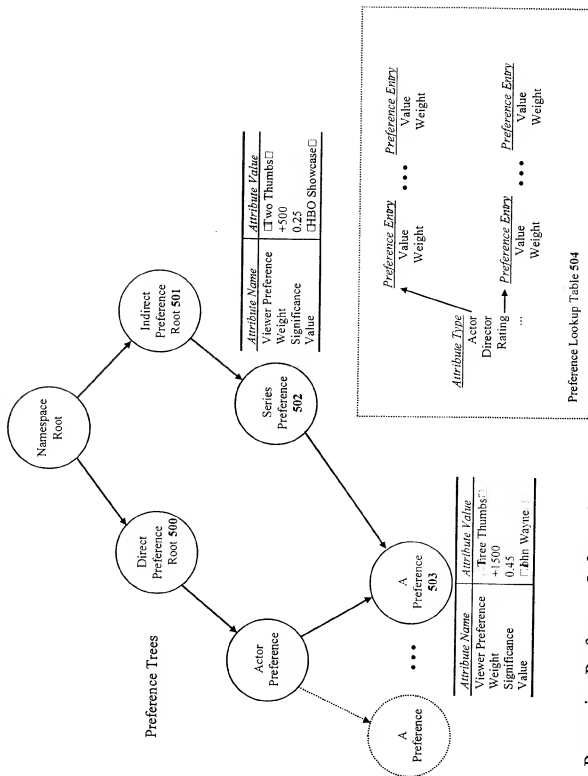 Namespace
Root
Direct
Preference
Root 500
Indirect
Preference
Root 501
Preference Trees
Actor
Preference
Series
Preference
502
Attribute Name Attribute Value
Viewer Preference □Two Thumbs□
Weight +500
Significance 0.25
Value □HBO Showcase□
A
Preference
• • •
A
Preference
503
Attribute Name Attribute Value
Viewer Preference □Three Thumbs□
Weight +1500
Significance 0.45
Value □John Wayne□
Attribute Type
Actor
Director
Rating
...
Preference Entry • • • Preference Entry
Value Value
Weight Weight
Preference Entry • • • Preference Entry
Value Value
Weight Weight
Preference Lookup Table 504